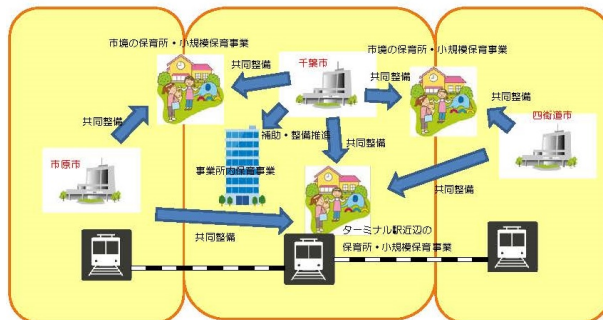 市境の保育所・小規模保育事業
千葉市
市境の保育所・小規模保育事業
共同整備
共同整備
共同整備
四街道市
共同整備
補助・整備推進
共同整備
市原市
事業所内保育事業
共同整備
ターミナル駅近辺の
保育所・小規模保育事業
共同整備